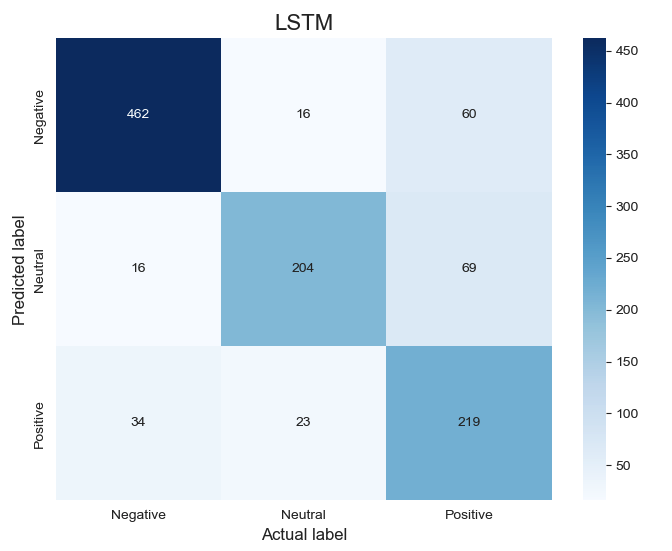 LSTM
Predicted label
Negative
462 16 60
Neutral
16 204 69
Positive
34 23 219
Negative Neutral Positive
Actual label
450
400
350
300
250
200
150
100
50